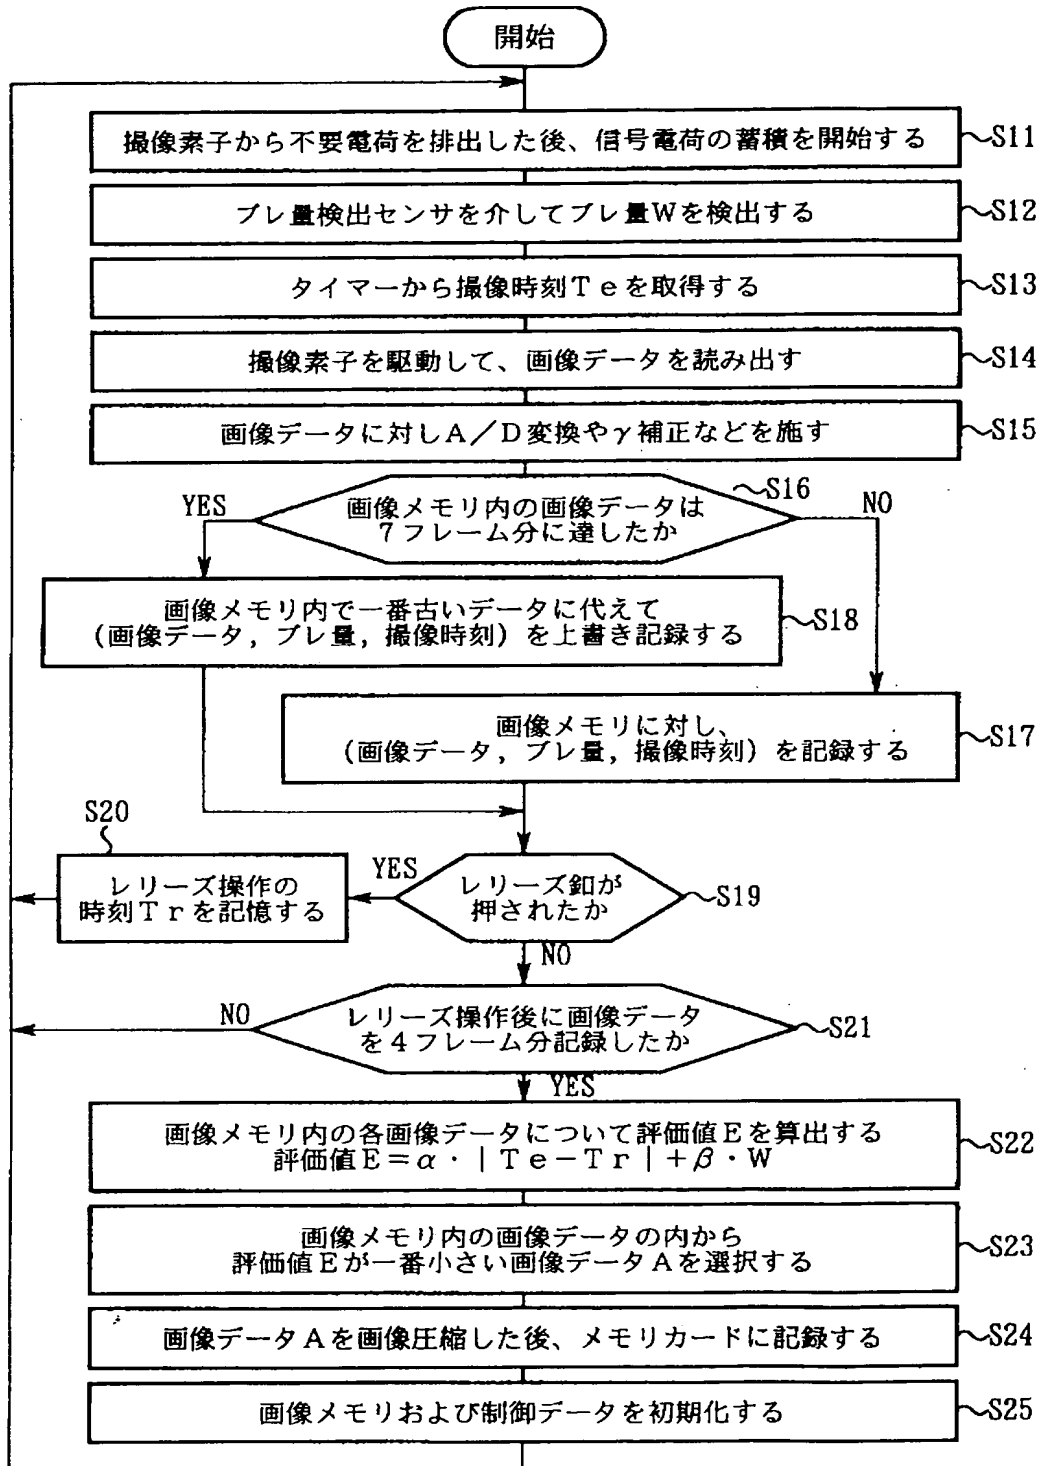 開始
撮像素子から不要電荷を排出した後、信号電荷の蓄積を開始する
S11
ブレ量検出センサを介してブレ量Wを検出する
S12
タイマーから撮像時刻Teを取得する
S13
撮像素子を駆動して、画像データを読み出す
S14
画像データに対しA/D変換やγ補正などを施す
S15
画像メモリ内の画像データは
7フレーム分に達したか
S16
YES
NO
画像メモリ内で一番古いデータに代えて
(画像データ,ブレ量,撮像時刻)を上書き記録する
S18
画像メモリに対し、
(画像データ,ブレ量,撮像時刻)を記録する
S17
S20
レリーズ操作の
時刻Trを記憶する
YES
レリーズ釦が
押されたか
S19
NO
NO
レリーズ操作後に画像データ
を4フレーム分記録したか
S21
YES
画像メモリ内の各画像データについて評価値Eを算出する
評価値E=α・|Te-Tr|+β・W
S22
画像メモリ内の画像データの内から
評価値Eが一番小さい画像データAを選択する
S23
画像データAを画像圧縮した後、メモリカードに記録する
S24
画像メモリおよび制御データを初期化する
S25